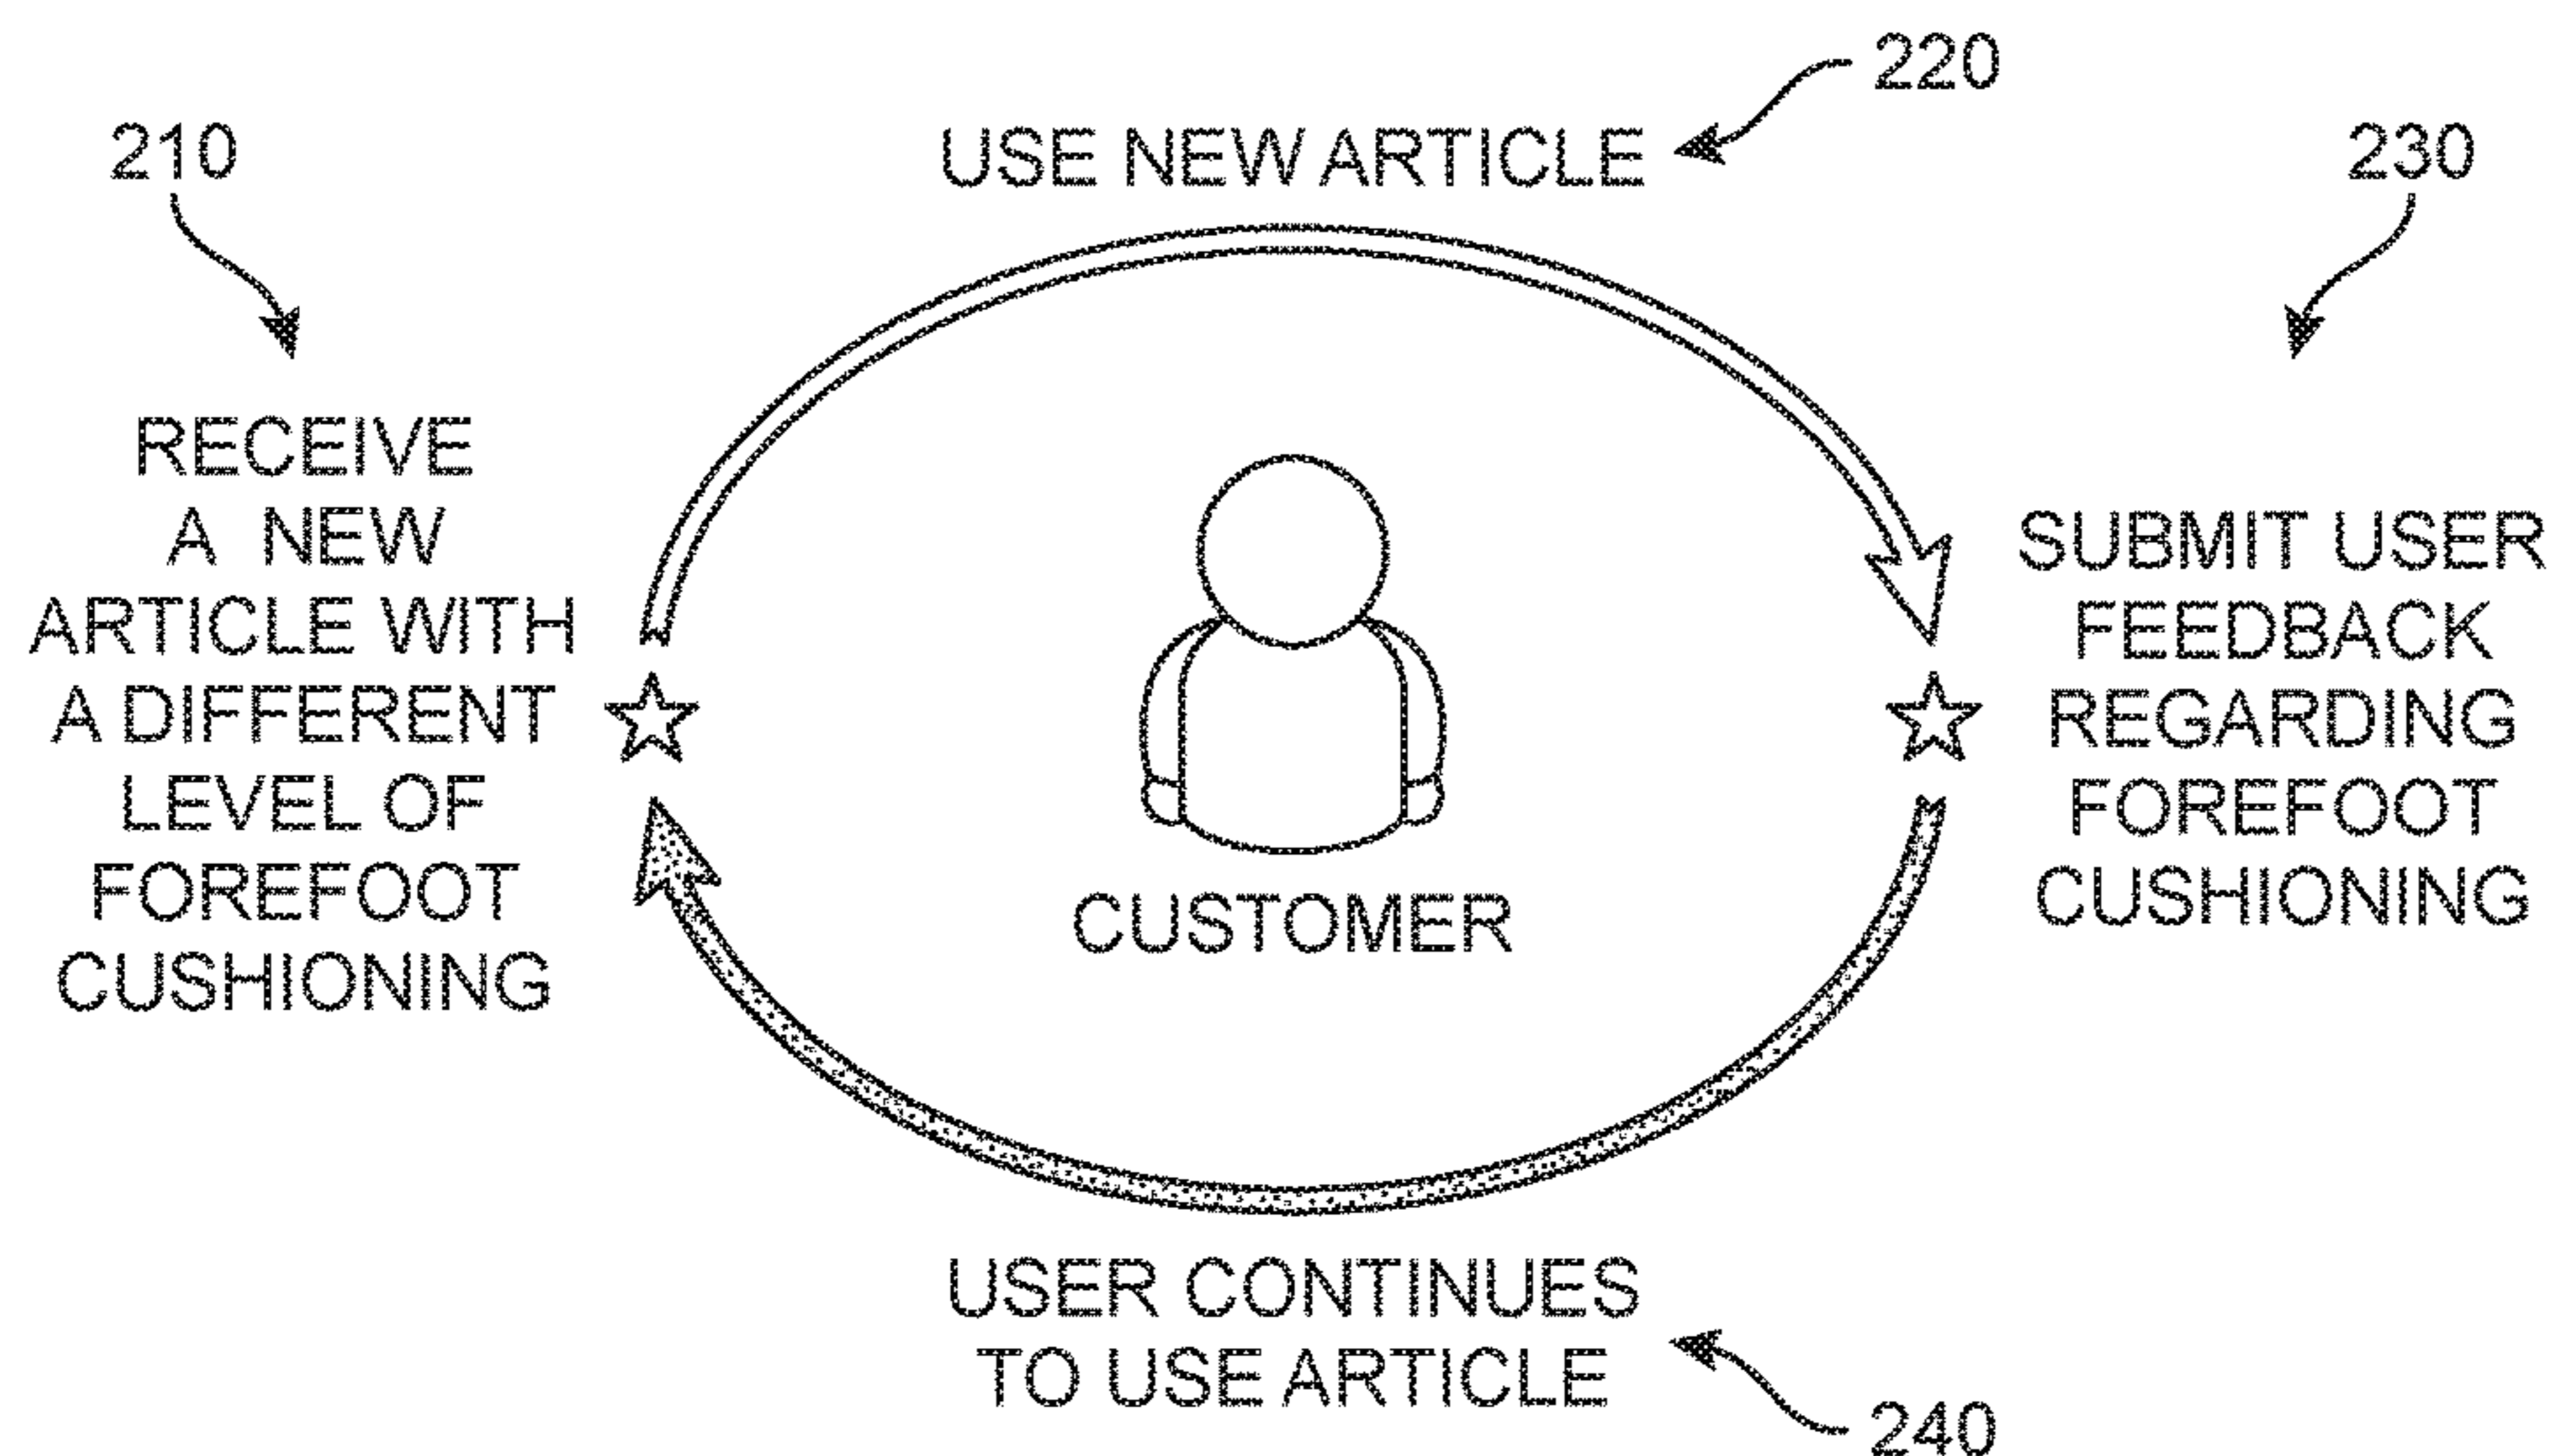 220
USE NEW ARTICLE
210
230
RECEIVE
A NEW
ARTICLE WITH
A DIFFERENT
LEVEL OF
FOREFOOT
CUSHIONING
SUBMIT USER
FEEDBACK
REGARDING
FOREFOOT
CUSHIONING
CUSTOMER
USER CONTINUES
TO USE ARTICLE
240